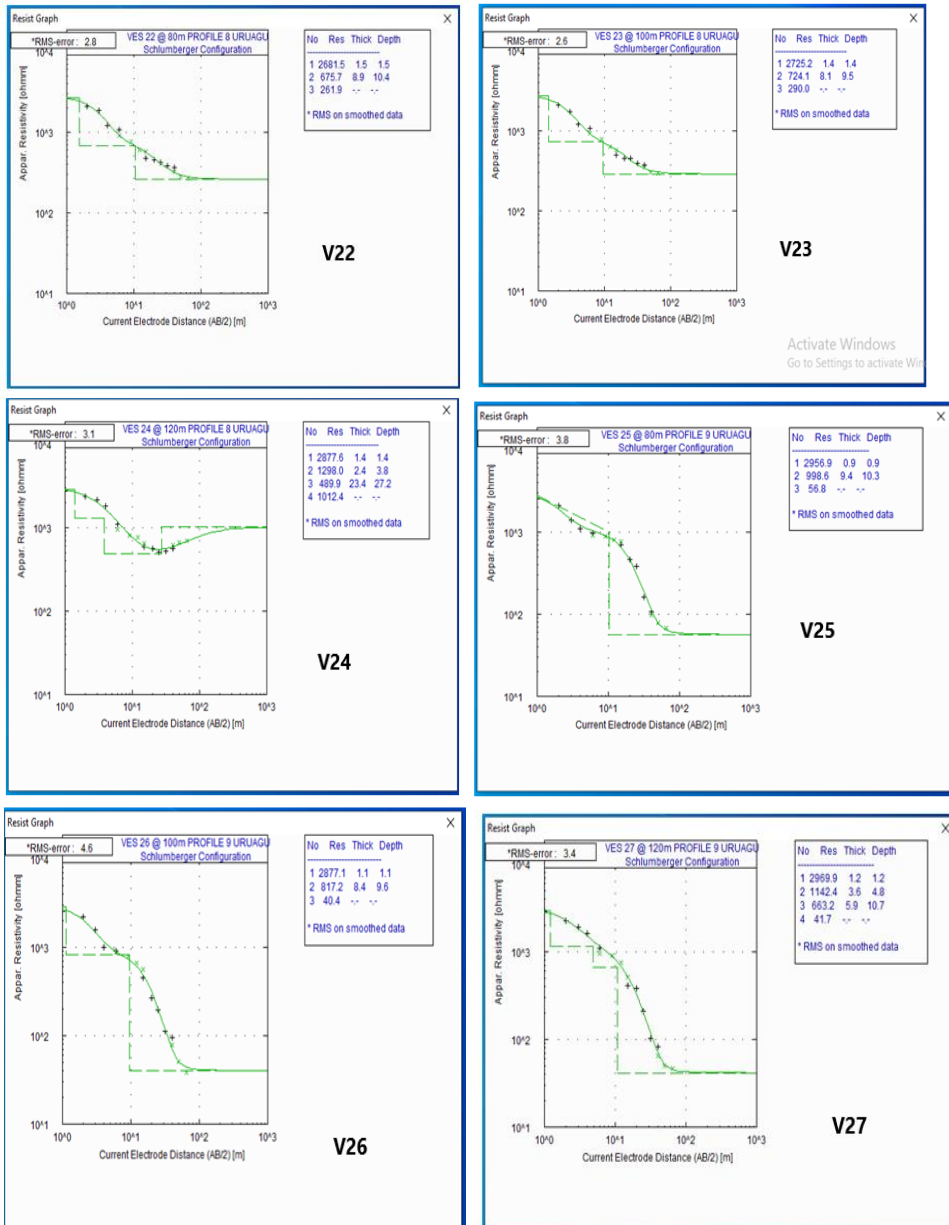 Resist Graph X
*RMS-error : 2.8
VES 22 @ 80m PROFILE 8 URUAGU
Schlumberger Configuration
No Res Thick Depth
1 2681.5 1.5 1.5
2 675.7 8.9 10.4
3 261.9 -.- -.-
* RMS on smoothed data
Appar. Resistivity [ohmm]
10^4
10^3
10^2
10^1
10^0 10^1 10^2 10^3
Current Electrode Distance (AB/2) [m]
V22
Resist Graph X
*RMS-error : 2.6
VES 23 @ 100m PROFILE 8 URUAGU
Schlumberger Configuration
No Res Thick Depth
1 2725.2 1.4 1.4
2 724.1 8.1 9.5
3 290.0 -.- -.-
* RMS on smoothed data
Appar. Resistivity [ohmm]
10^4
10^3
10^2
10^1
10^0 10^1 10^2 10^3
Current Electrode Distance (AB/2) [m]
V23
Activate Windows
Go to Settings to activate Win
Resist Graph X
*RMS-error : 3.1
VES 24 @ 120m PROFILE 8 URUAGU
Schlumberger Configuration
No Res Thick Depth
1 2877.6 1.4 1.4
2 1298.0 2.4 3.8
3 489.9 23.4 27.2
4 1012.4 -.- -.-
* RMS on smoothed data
Appar. Resistivity [ohmm]
10^4
10^3
10^2
10^1
10^0 10^1 10^2 10^3
Current Electrode Distance (AB/2) [m]
V24
Resist Graph X
*RMS-error : 3.8
VES 25 @ 80m PROFILE 9 URUAGU
Schlumberger Configuration
No Res Thick Depth
1 2956.9 0.9 0.9
2 998.6 9.4 10.3
3 56.8 -.- -.-
* RMS on smoothed data
Appar. Resistivity [ohmm]
10^4
10^3
10^2
10^1
10^0 10^1 10^2 10^3
Current Electrode Distance (AB/2) [m]
V25
Resist Graph X
*RMS-error : 4.6
VES 26 @ 100m PROFILE 9 URUAGU
Schlumberger Configuration
No Res Thick Depth
1 2877.1 1.1 1.1
2 817.2 8.4 9.6
3 40.4 -.- -.-
* RMS on smoothed data
Appar. Resistivity [ohmm]
10^4
10^3
10^2
10^1
10^0 10^1 10^2 10^3
Current Electrode Distance (AB/2) [m]
V26
Resist Graph X
*RMS-error : 3.4
VES 27 @ 120m PROFILE 9 URUAGU
Schlumberger Configuration
No Res Thick Depth
1 2969.9 1.2 1.2
2 1142.4 3.6 4.8
3 663.2 5.9 10.7
4 41.7 -.- -.-
* RMS on smoothed data
Appar. Resistivity [ohmm]
10^4
10^3
10^2
10^1
10^0 10^1 10^2 10^3
Current Electrode Distance (AB/2) [m]
V27